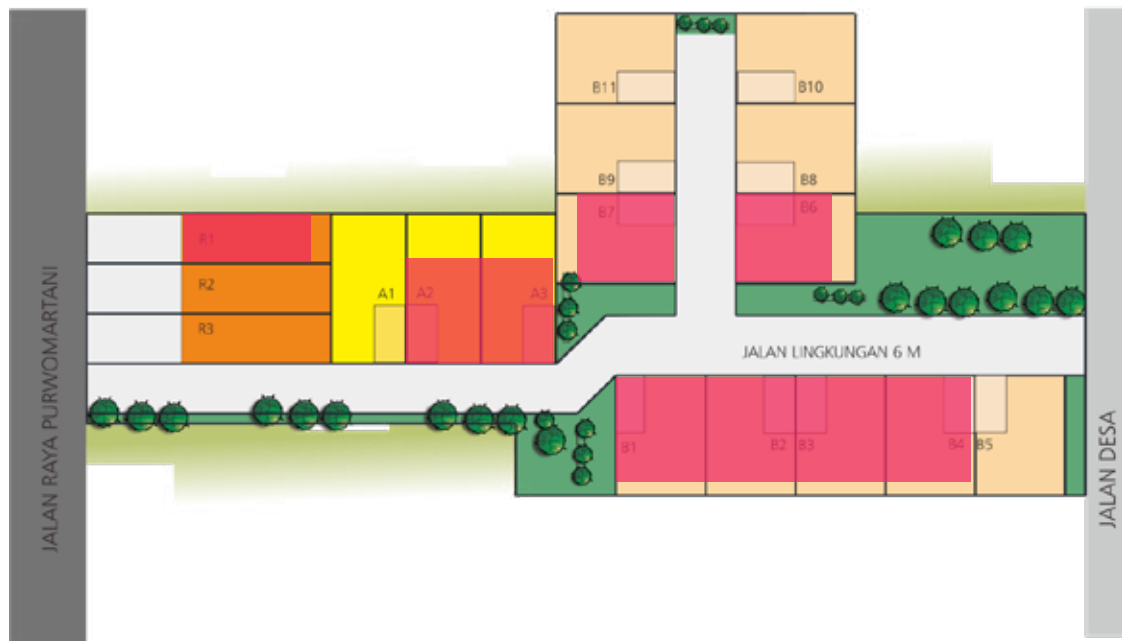 JALAN RAYA PURWOMARTANI
B11
B10
B9
B8
B7
B6
R1
R2
R3
A1
A2
A3
JALAN LINGKUNGAN 6 M
B1
B2
B3
B4
B5
JALAN DESA